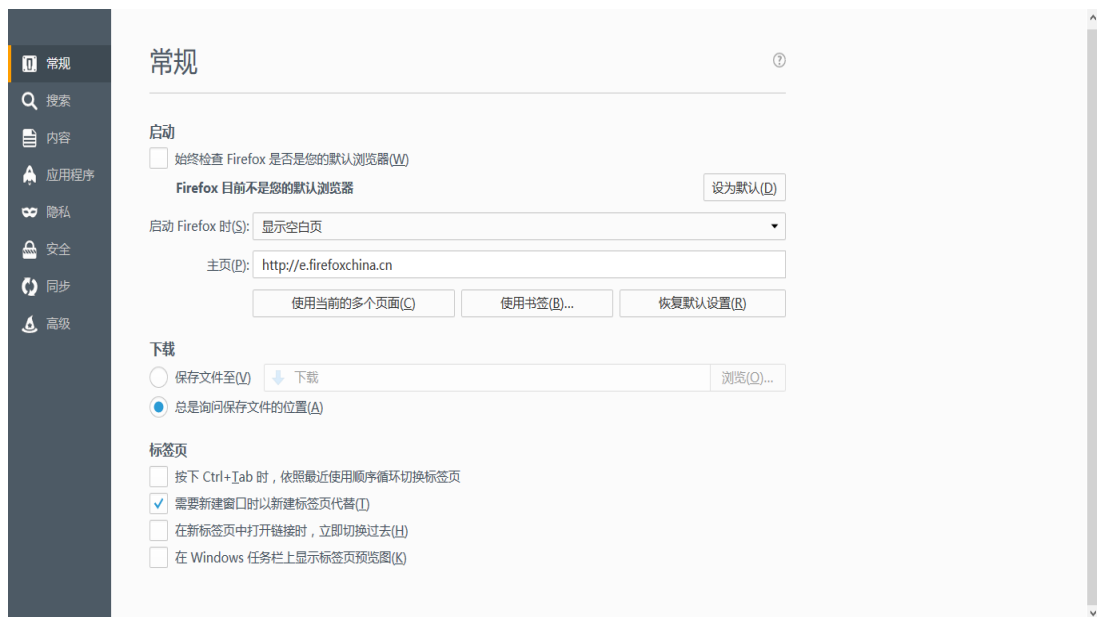 常规
搜索
内容
应用程序
隐私
安全
同步
高级
常规
?
启动
始终检查 Firefox 是否是您的默认浏览器(W)
Firefox 目前不是您的默认浏览器 设为默认(D)
启动 Firefox 时(S): 显示空白页
主页(P): http://e.firefoxchina.cn
使用当前的多个页面(C) 使用书签(B)... 恢复默认设置(R)
下载
保存文件至(V) 下载 浏览(O)...
总是询问保存文件的位置(A)
标签页
按下 Ctrl+Tab 时，依照最近使用顺序循环切换标签页
需要新建窗口时以新建标签页代替(T)
在新标签页中打开链接时，立即切换过去(H)
在 Windows 任务栏上显示标签页预览图(K)